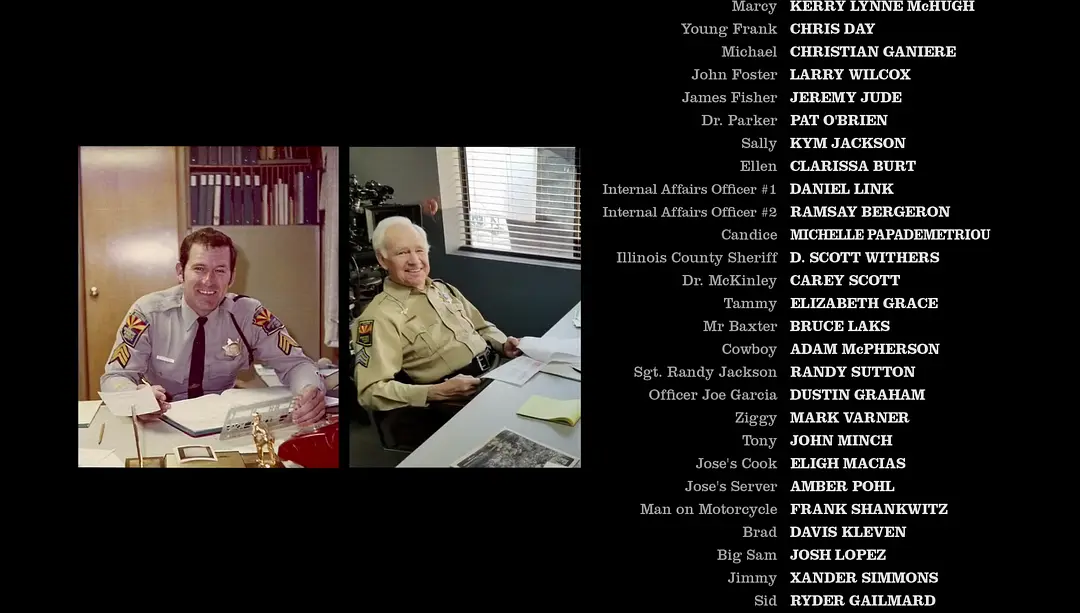 Marcy KERRY LYNNE McHUGH
Young Frank CHRIS DAY
Michael CHRISTIAN GANIERE
John Foster LARRY WILCOX
James Fisher JEREMY JUDE
Dr. Parker PAT O'BRIEN
Sally KYM JACKSON
Ellen CLARISSA BURT
Internal Affairs Officer #1 DANIEL LINK
Internal Affairs Officer #2 RAMSAY BERGERON
Candice MICHELLE PAPADEMETRIOU
Illinois County Sheriff D. SCOTT WITHERS
Dr. McKinley CAREY SCOTT
Tammy ELIZABETH GRACE
Mr Baxter BRUCE LAKS
Cowboy ADAM McPHERSON
Sgt. Randy Jackson RANDY SUTTON
Officer Joe Garcia DUSTIN GRAHAM
Ziggy MARK VARNER
Tony JOHN MINCH
Jose's Cook ELIGH MACIAS
Jose's Server AMBER POHL
Man on Motorcycle FRANK SHANKWITZ
Brad DAVIS KLEVEN
Big Sam JOSH LOPEZ
Jimmy XANDER SIMMONS
Sid RYDER GAILMARD